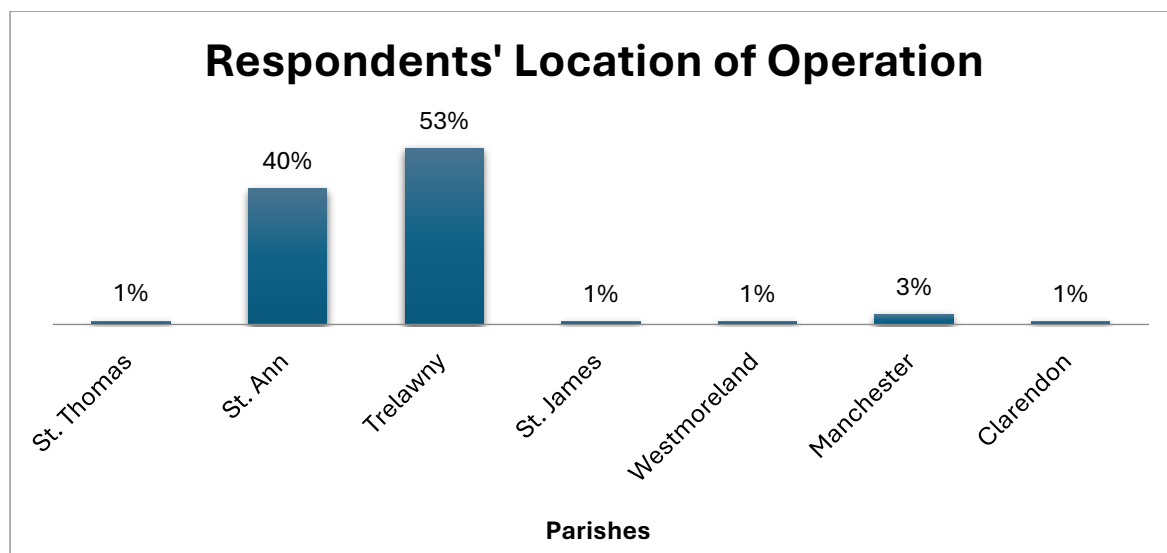 Respondents' Location of Operation
53%
40%
1%
1%
1%
3%
1%
St. Thomas
St. Ann
Trelawny
St. James
Westmoreland
Manchester
Clarendon
Parishes